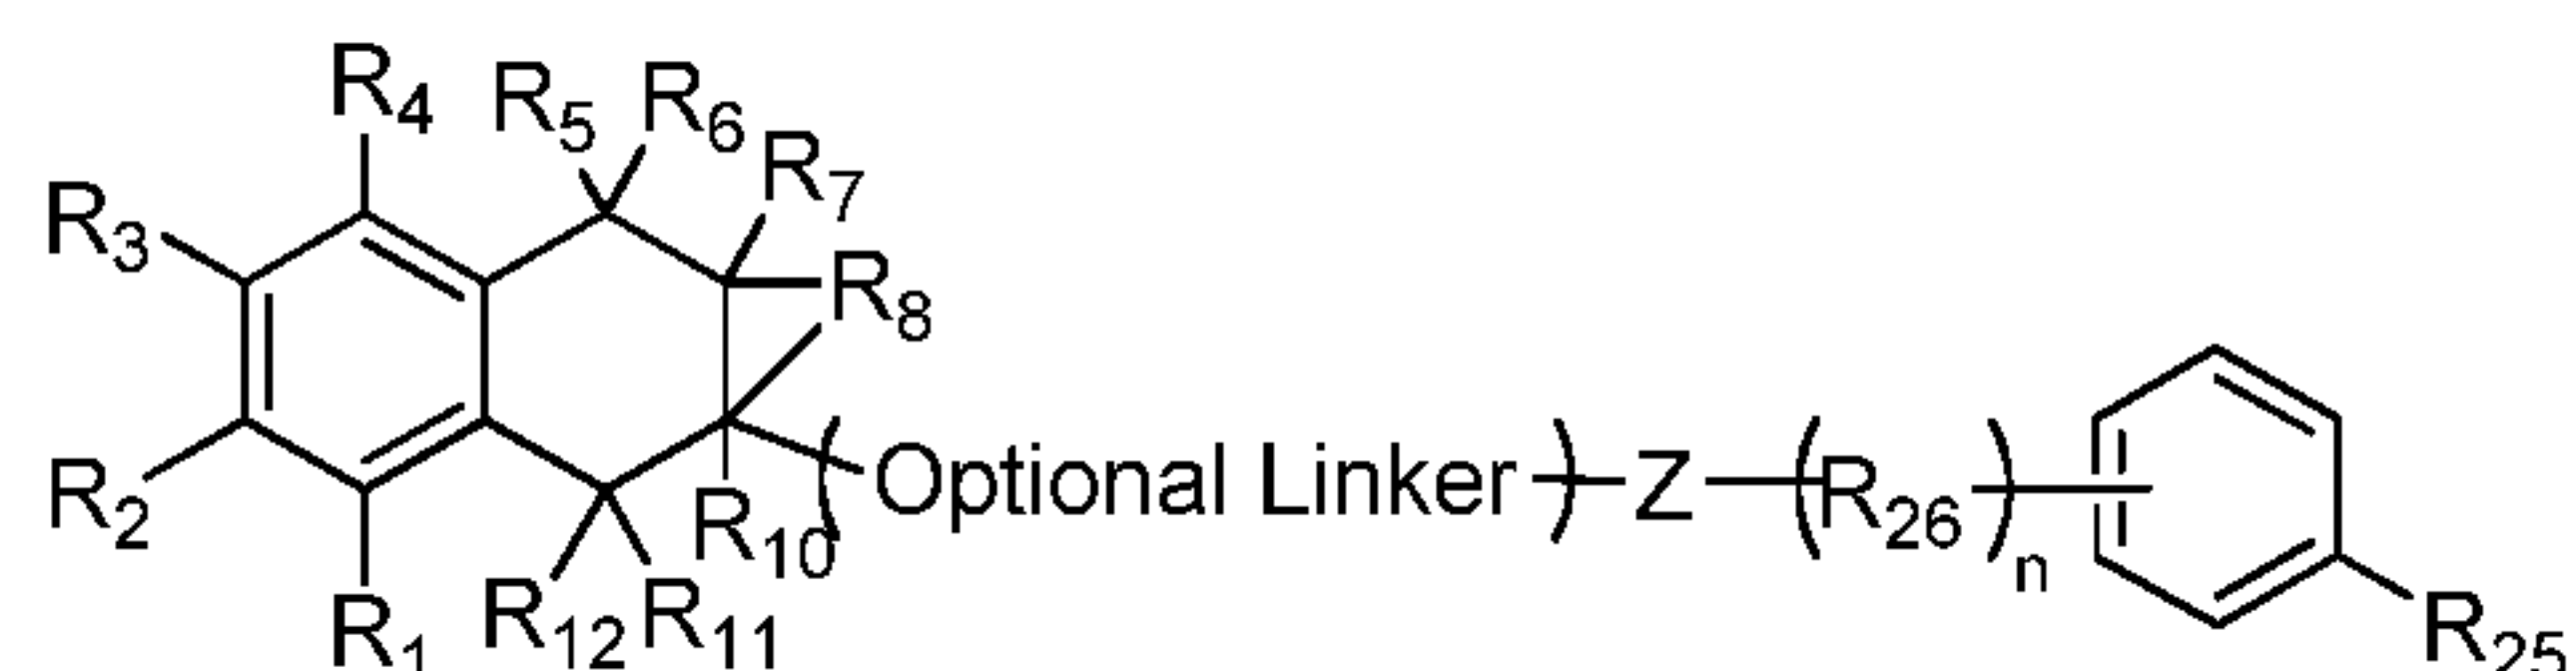 R4
R5
R6
R7
R3
R8
R2
R10
(Optional Linker)
Z
(R26)n
R12
R11
R1
R25